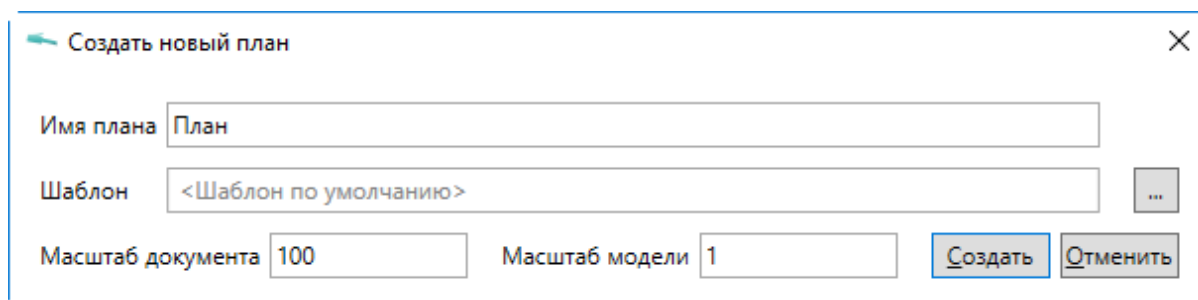 Создать новый план
Имя плана План
Шаблон <Шаблон по умолчанию> ...
Масштаб документа 100 Масштаб модели 1 Создать Отменить